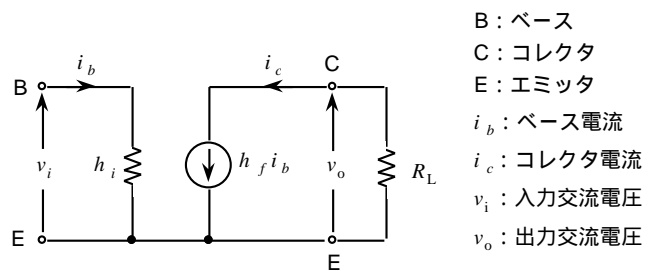 i b
i c
C
B
v i
h i
h f i b
v o
R L
E
E
B：ベース
C：コレクタ
E：エミッタ
i b：ベース電流
i c：コレクタ電流
v i：入力交流電圧
v o：出力交流電圧